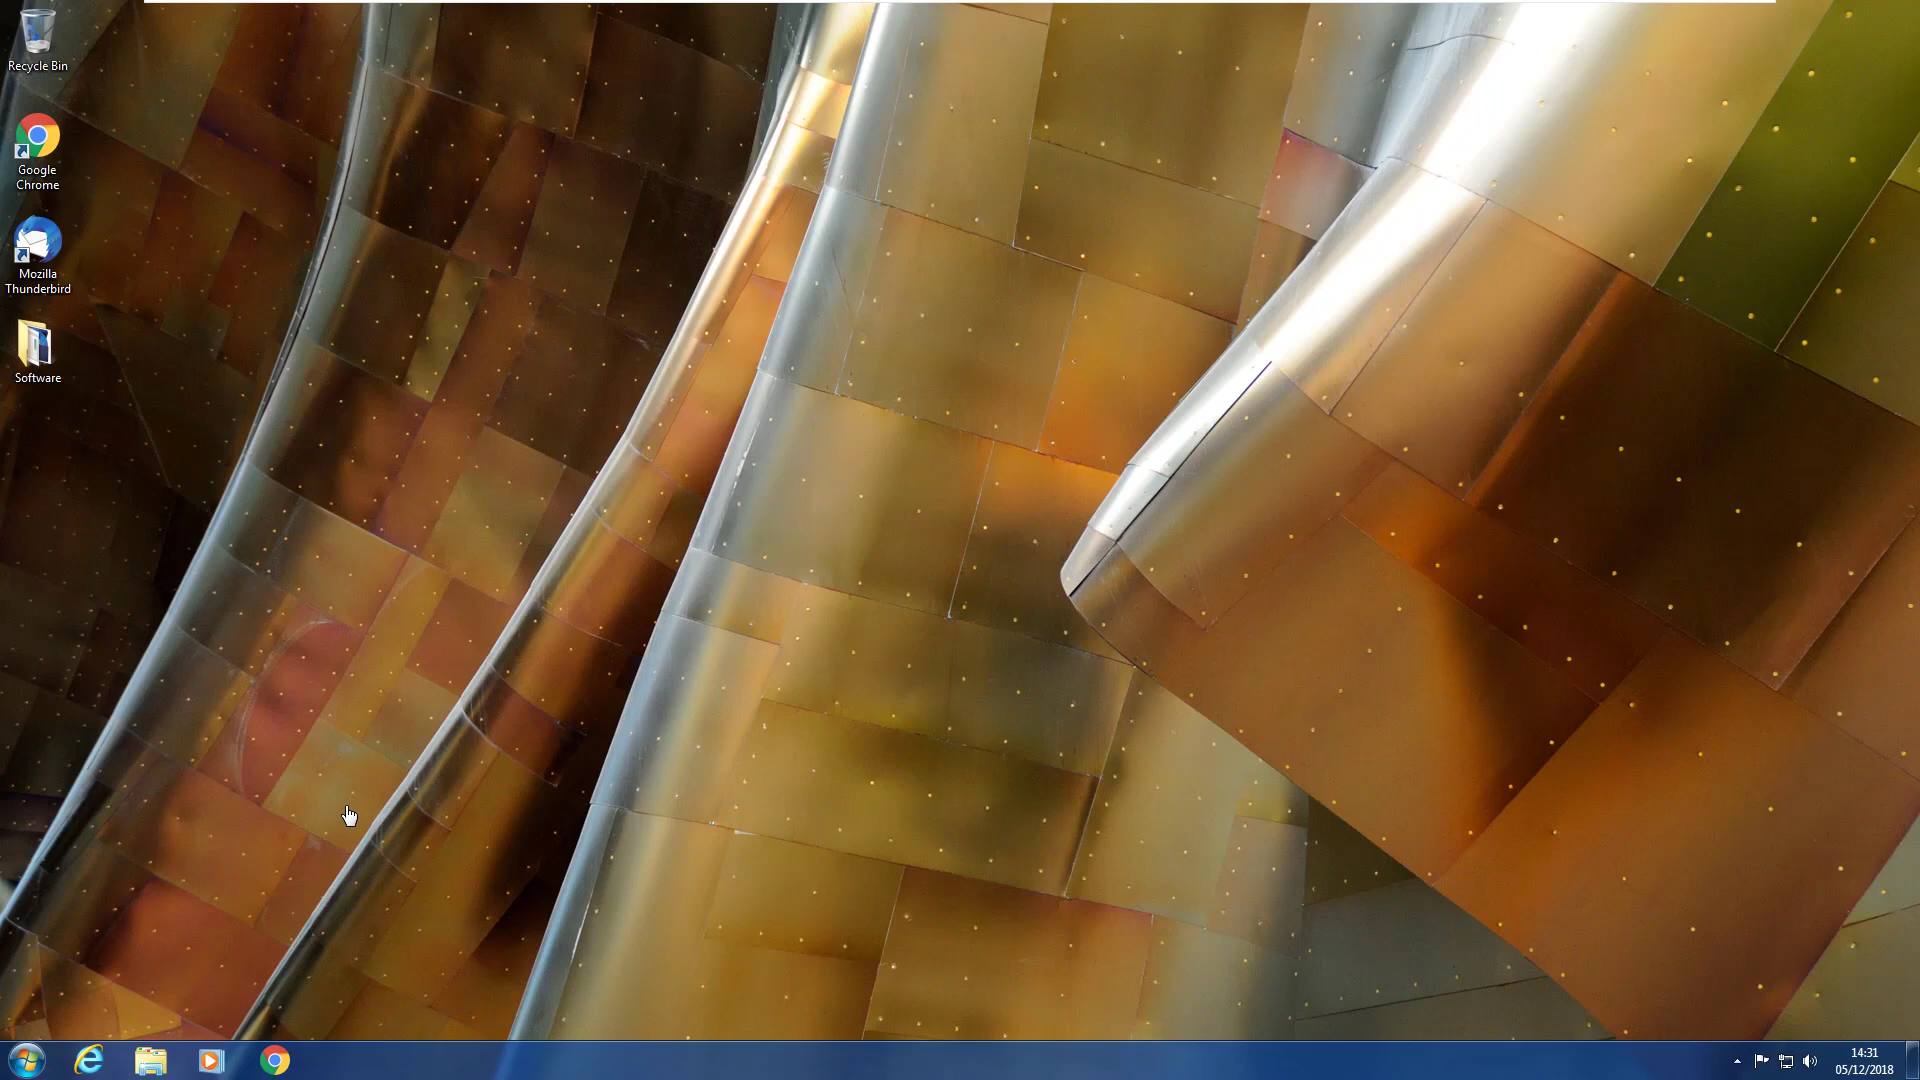 Recycle Bin
Google
Chrome
Mozilla
Thunderbird
Software
14:31
05/12/2018